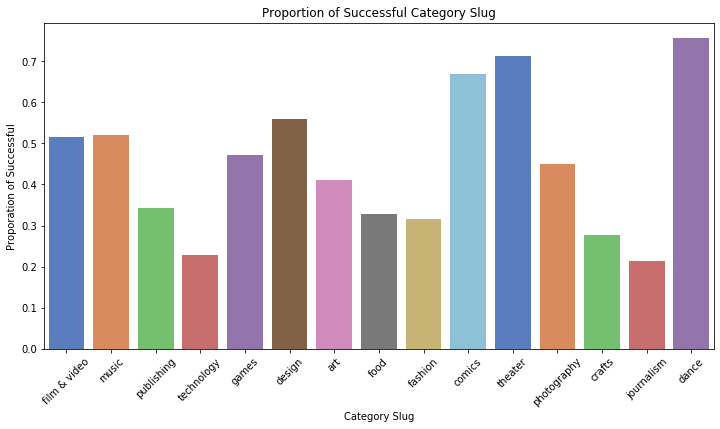 Proportion of Successful Category Slug
Proporation of Successful
0.7
0.6
0.5
0.4
0.3
0.2
0.1
0.0
film & video
music
publishing
technology
games
design
art
food
fashion
comics
theater
photography
crafts
journalism
dance
Category Slug